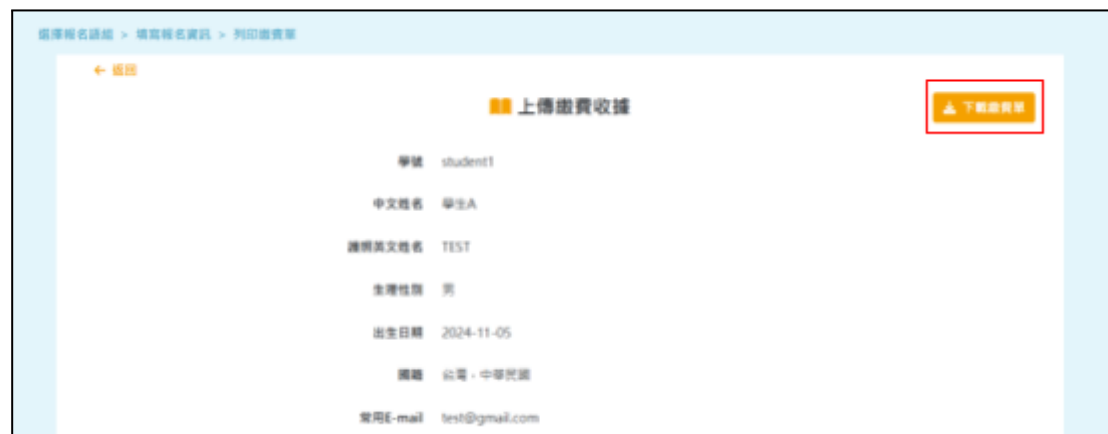 選擇報名語組 > 填寫報名資訊 > 列印繳費單
← 返回
上傳繳費收據
下載繳費單
學號 student1
中文姓名 學生A
護照英文姓名 TEST
生理性別 男
出生日期 2024-11-05
國籍 台灣 - 中華民國
常用E-mail test@gmail.com